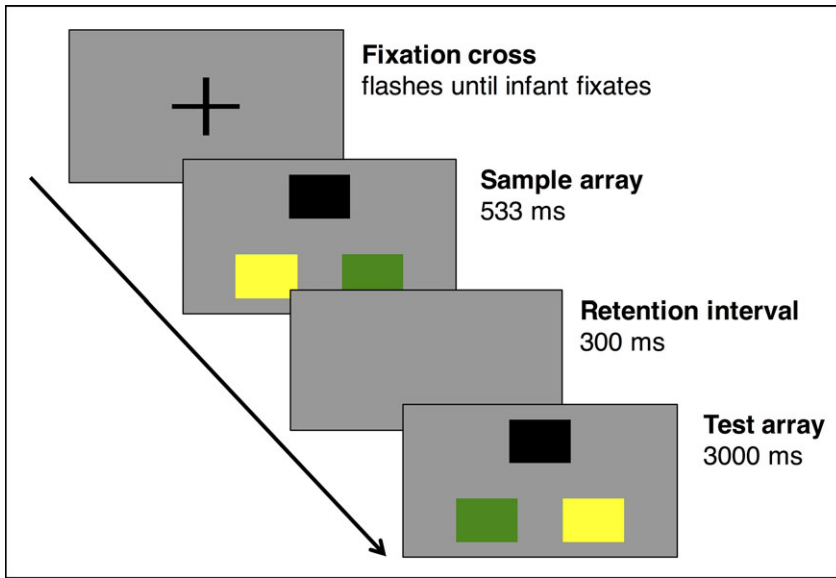 Fixation cross
flashes until infant fixates
Sample array
533 ms
Retention interval
300 ms
Test array
3000 ms